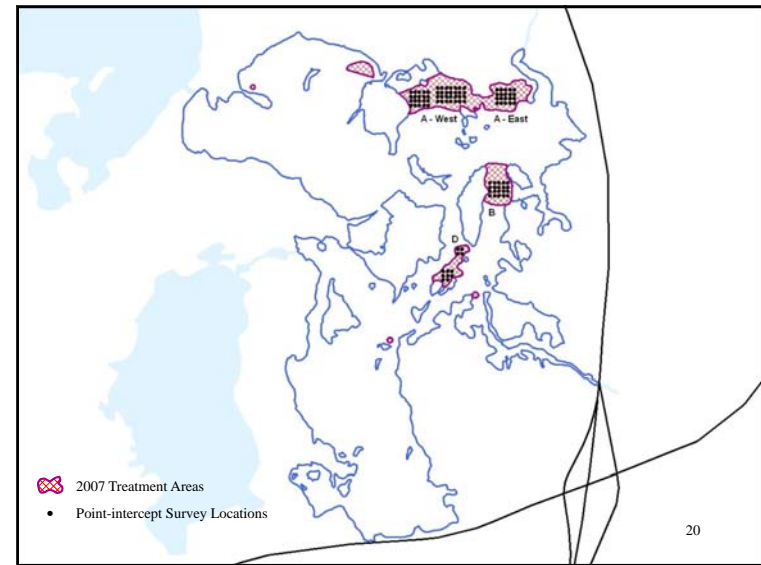 A - West
A - East
B
D
2007 Treatment Areas
Point-intercept Survey Locations
20